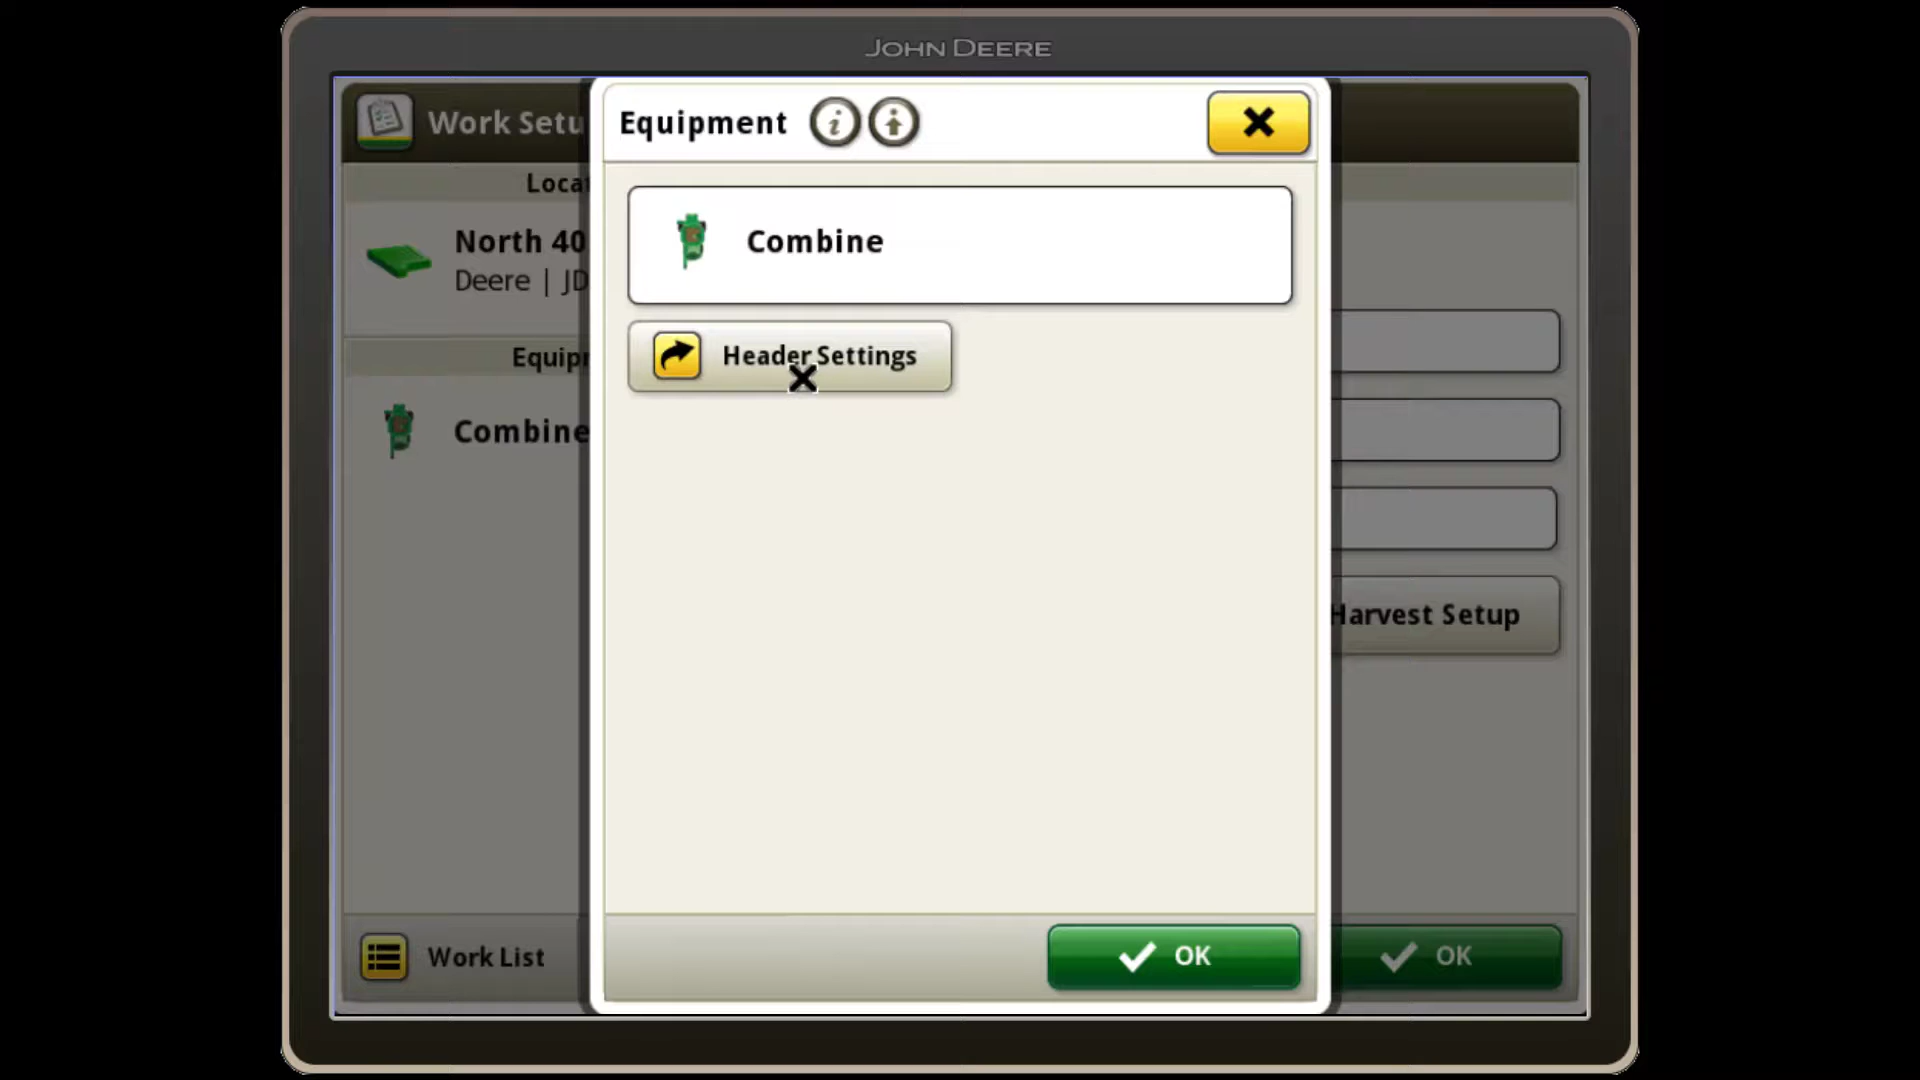 JOHN DEERE
Work Setu
Equipment
Locat
North 40
Deere | JD
Combine
Header Settings
Equip
Combine
Harvest Setup
Work List
OK
OK